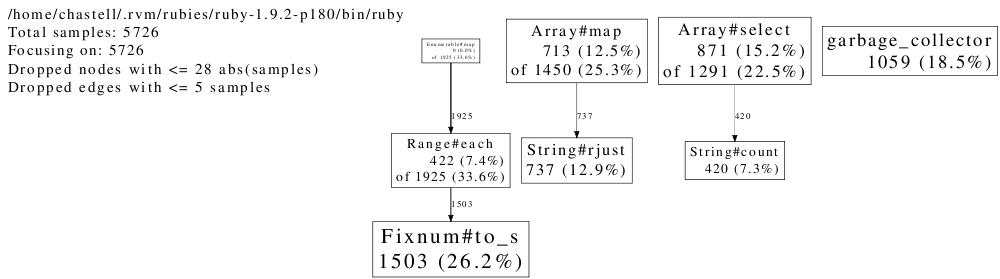 /home/chastell/.rvm/rubies/ruby-1.9.2-p180/bin/ruby
Total samples: 5726
Focusing on: 5726
Dropped nodes with <= 28 abs(samples)
Dropped edges with <= 5 samples
Enumerable#map
0 (0.0%)
of 1925 (33.6%)
Array#map
713 (12.5%)
of 1450 (25.3%)
Array#select
871 (15.2%)
of 1291 (22.5%)
garbage_collector
1059 (18.5%)
1925
737
420
Range#each
422 (7.4%)
of 1925 (33.6%)
String#rjust
737 (12.9%)
String#count
420 (7.3%)
1503
Fixnum#to_s
1503 (26.2%)